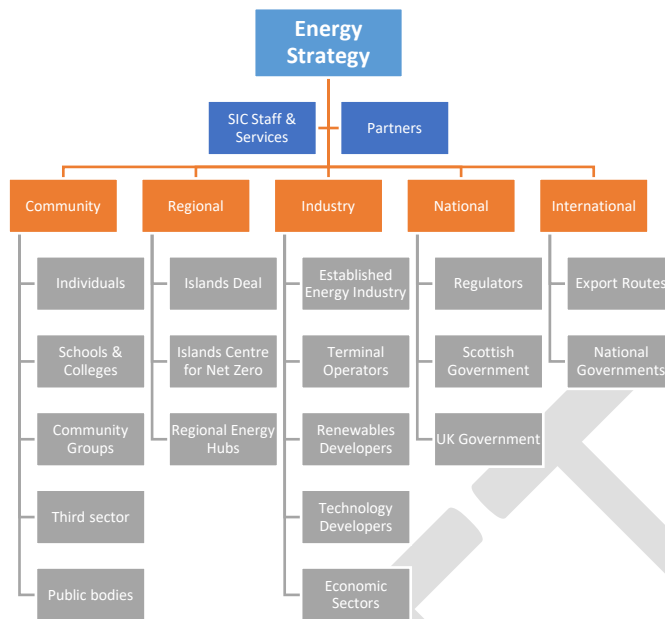 Energy
Strategy
SIC Staff &
Services
Partners
Community
Regional
Industry
National
International
Individuals
Islands Deal
Established
Energy Industry
Regulators
Export Routes
Schools &
Colleges
Islands Centre
for Net Zero
Terminal
Operators
Scottish
Government
National
Governments
Community
Groups
Regional Energy
Hubs
Renewables
Developers
UK Government
Third sector
Technology
Developers
Public bodies
Economic
Sectors